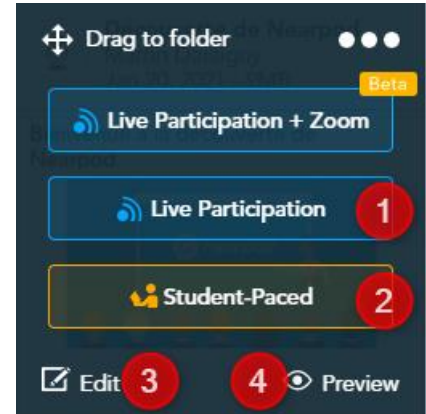 Drag to folder
Beta
Live Participation + Zoom
Live Participation 1
Student-Paced 2
Edit 3 4 Preview